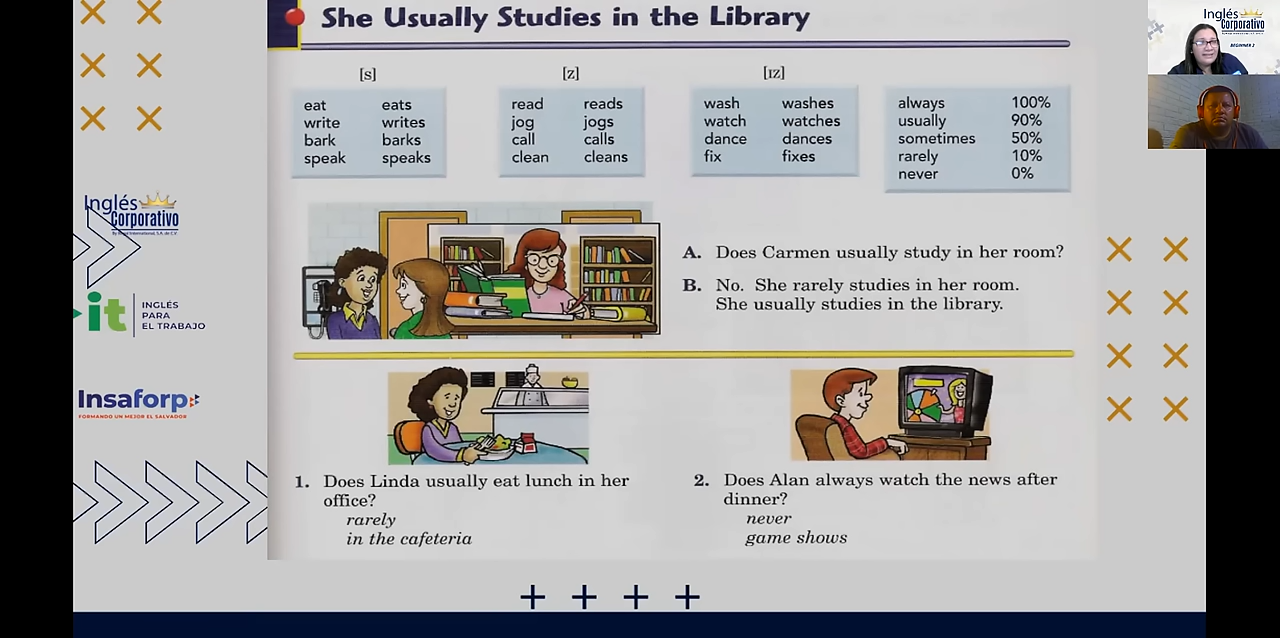 She Usually Studies in the Library
[s]
eat eats
write writes
bark barks
speak speaks
[z]
read reads
jog jogs
call calls
clean cleans
[ɪz]
wash washes
watch watches
dance dances
fix fixes
always 100%
usually 90%
sometimes 50%
rarely 10%
never 0%
A. Does Carmen usually study in her room?
B. No. She rarely studies in her room.
She usually studies in the library.
1. Does Linda usually eat lunch in her
office?
rarely
in the cafeteria
2. Does Alan always watch the news after
dinner?
never
game shows
Inglés
Corporativo
it
INGLÉS
PARA
EL TRABAJO
Insaforp
FORMANDO UN MEJOR EL SALVADOR
Inglés
Corporativo
BEGINNER 2